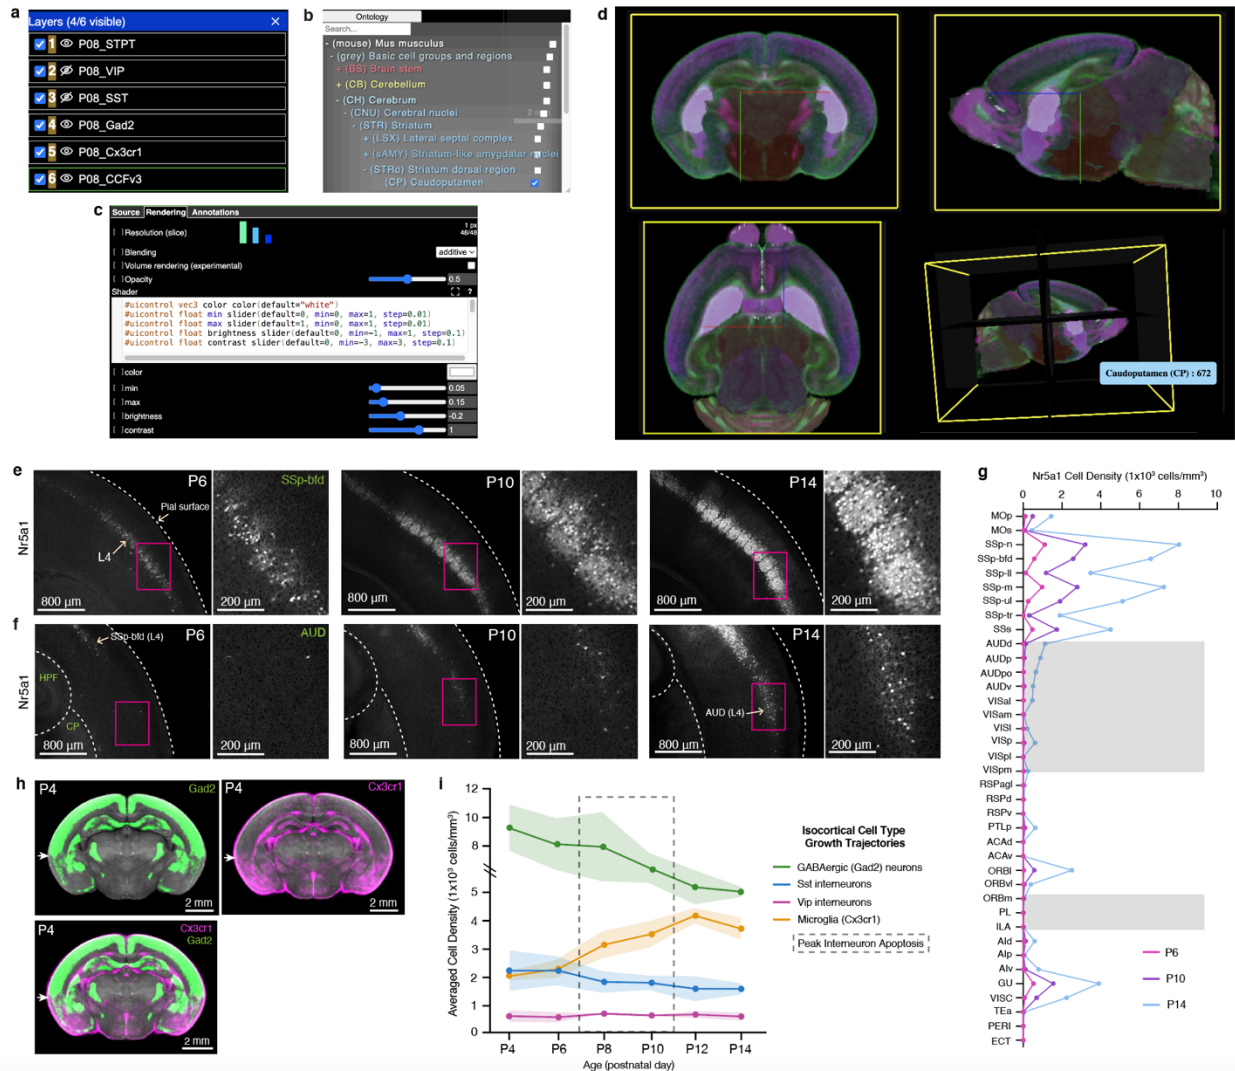 a
Layers (4/6 visible)
1 P08_STPT
2 P08_VIP
3 P08_SST
4 P08_Gad2
5 P08_Cx3cr1
6 P08_CCFv3
b
Ontology
Search...
- (mouse) Mus musculus
- (grey) Basic cell groups and regions
+ (BS) Brain stem
+ (CB) Cerebellum
- (CH) Cerebrum
- (CNU) Cerebral nuclei
- (STR) Striatum
+ (LSX) Lateral septal complex
+ (sAMY) Striatum-like amygdalar nuclei
- (STRd) Striatum dorsal region
(CP) Caudoputamen
c
Source Rendering Annotations
[ ] Resolution (slice)
1 px
48/48
[ ] Blending
additive
[ ] Volume rendering (experimental)
[ ] Opacity
0.5
Shader
?
#uicontrol vec3 color color(default="white")
#uicontrol float min slider(default=0, min=0, max=1, step=0.01)
#uicontrol float max slider(default=1, min=0, max=1, step=0.01)
#uicontrol float brightness slider(default=0, min=-1, max=1, step=0.1)
#uicontrol float contrast slider(default=0, min=-3, max=3, step=0.1)
[ ] color
[ ] min
0.05
[ ] max
0.15
[ ] brightness
-0.2
[ ] contrast
1
d
Caudoputamen (CP) : 672
e
Nr5a1
P6
Pial surface
L4
800 µm
SSp-bfd
200 µm
P10
800 µm
200 µm
P14
800 µm
200 µm
f
Nr5a1
SSp-bfd (L4)
P6
HPF
CP
800 µm
AUD
200 µm
P10
800 µm
200 µm
P14
AUD (L4)
800 µm
200 µm
g
Nr5a1 Cell Density (1x10³ cells/mm³)
0 2 4 6 8 10
MOp
MOs
SSp-n
SSp-bfd
SSp-ll
SSp-m
SSp-ul
SSp-tr
SSs
AUDd
AUDp
AUDpo
AUDv
VISal
VISam
VISl
VISp
VISpl
VISpm
RSPagl
RSPd
RSPv
PTLp
ACAd
ACAv
ORBl
ORBvl
ORBm
PL
ILA
AId
AIp
AIv
GU
VISC
TEa
PERI
ECT
P6
P10
P14
h
P4
Gad2
2 mm
P4
Cx3cr1
2 mm
P4
Cx3cr1
Gad2
2 mm
i
Averaged Cell Density (1x10³ cells/mm³)
12
10
8
5
4
3
2
1
0
P4 P6 P8 P10 P12 P14
Age (postnatal day)
Isocortical Cell Type
Growth Trajectories
GABAergic (Gad2) neurons
Sst interneurons
Vip interneurons
Microglia (Cx3cr1)
Peak Interneuron Apoptosis